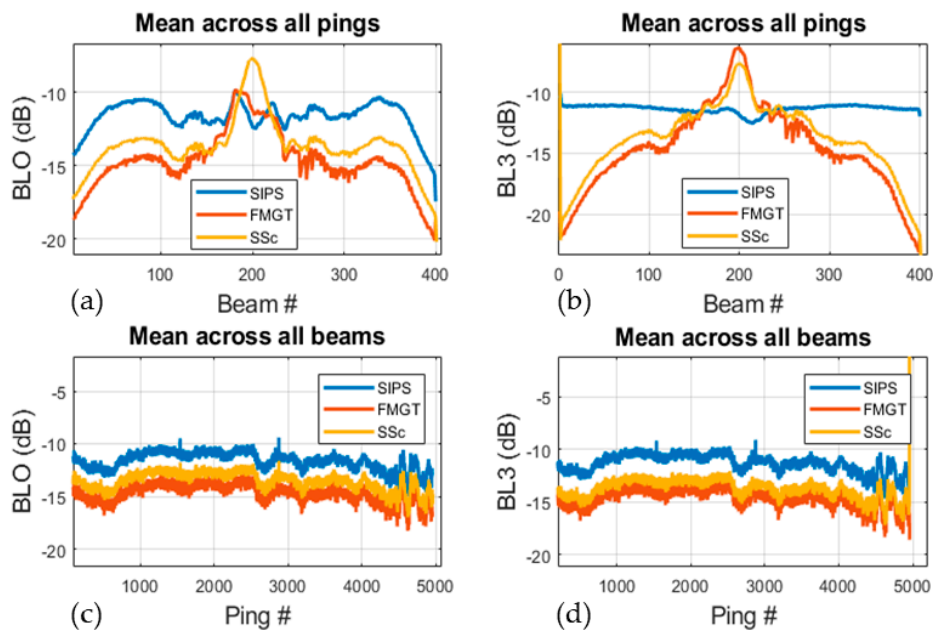 Mean across all pings
BLO (dB)
-10
-15
-20
SIPS
FMGT
SSc
100
200
300
400
(a)
Beam #
Mean across all pings
BL3 (dB)
-10
-15
-20
SIPS
FMGT
SSc
0
100
200
300
400
(b)
Beam #
Mean across all beams
BLO (dB)
-5
-10
-15
-20
SIPS
FMGT
SSc
1000
2000
3000
4000
5000
(c)
Ping #
Mean across all beams
BL3 (dB)
-5
-10
-15
-20
SIPS
FMGT
SSc
1000
2000
3000
4000
5000
(d)
Ping #